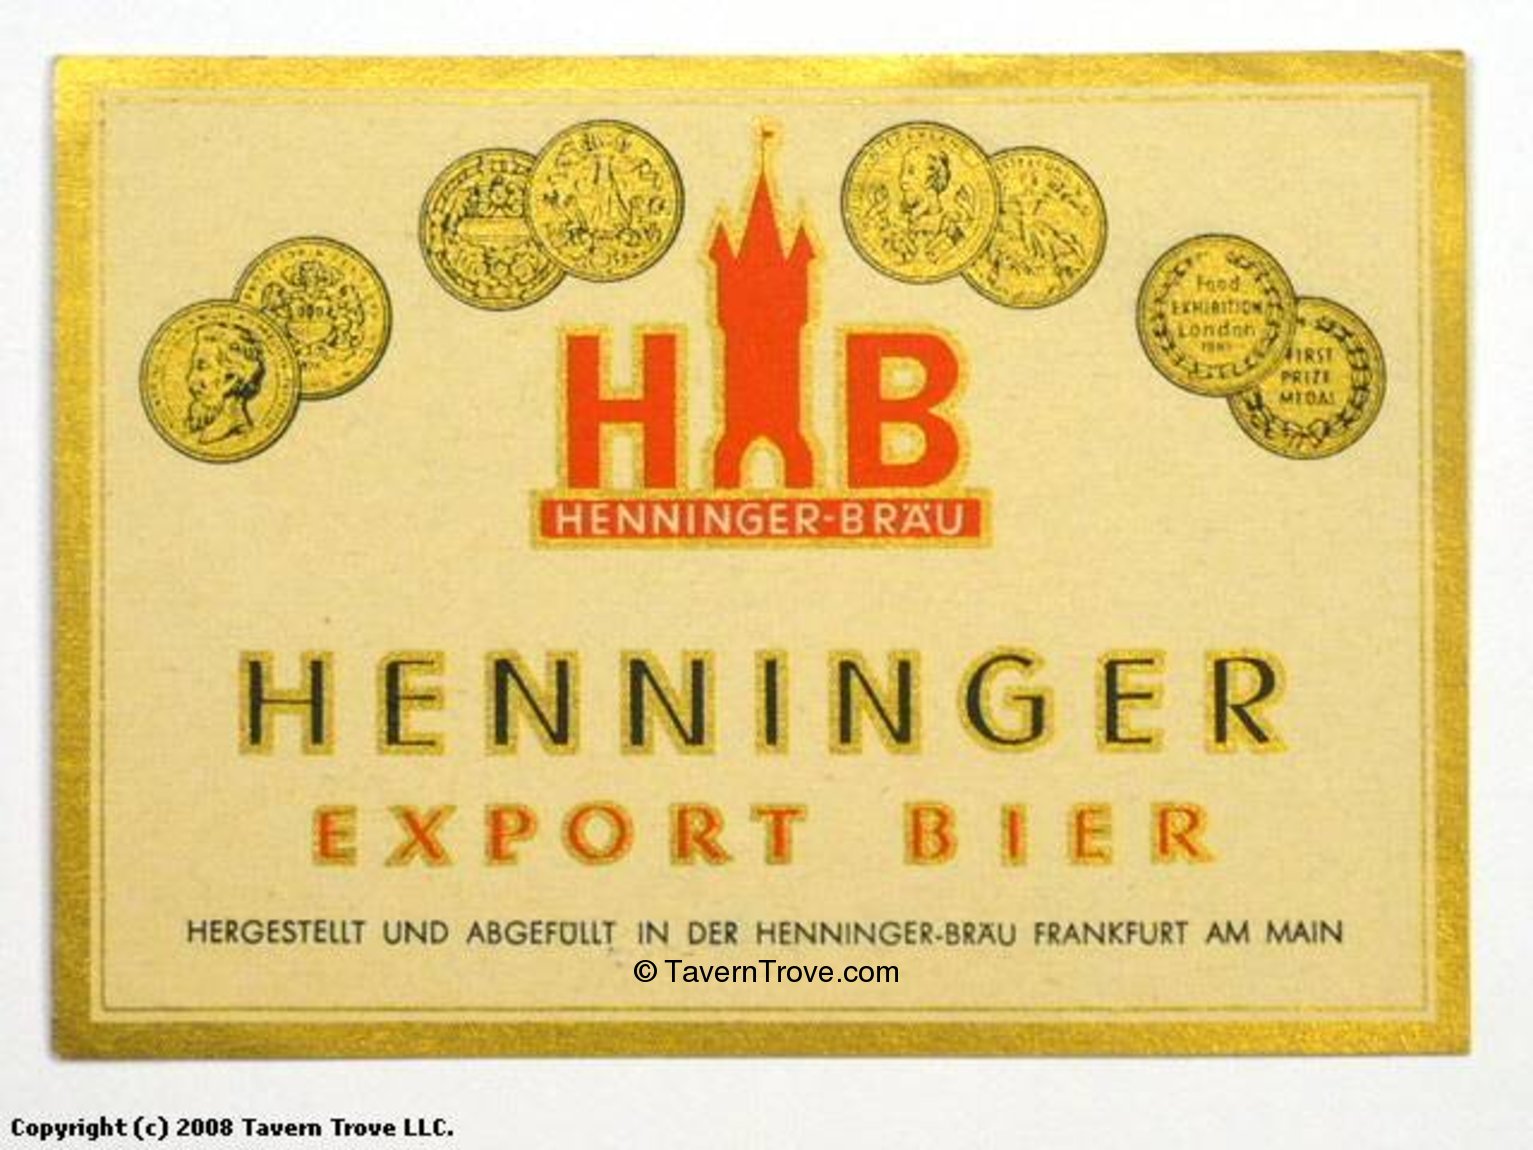 Food
EXHIBITION
London
FIRST
PRIZE
MEDAL
H B
HENNINGER-BRÄU
HENNINGER
EXPORT BIER
HERGESTELLT UND ABGEFÜLLT IN DER HENNINGER-BRÄU FRANKFURT AM MAIN
© TavernTrove.com
Copyright (c) 2008 Tavern Trove LLC.